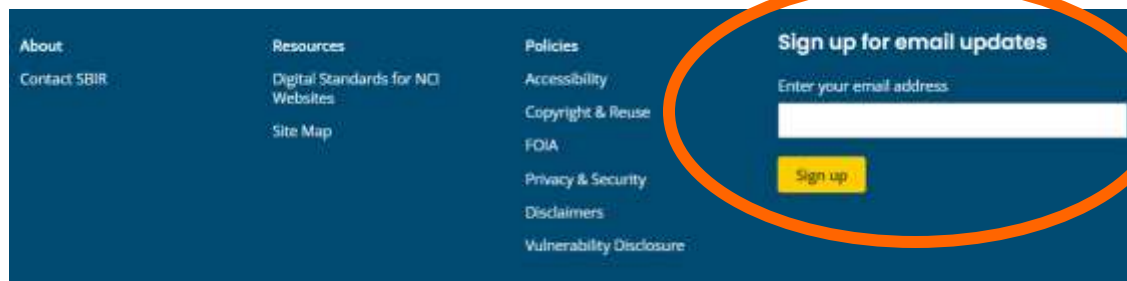 About
Contact SBIR
Resources
Digital Standards for NCI
Websites
Site Map
Policies
Accessibility
Copyright & Reuse
FOIA
Privacy & Security
Disclaimers
Vulnerability Disclosure
Sign up for email updates
Enter your email address
Sign up